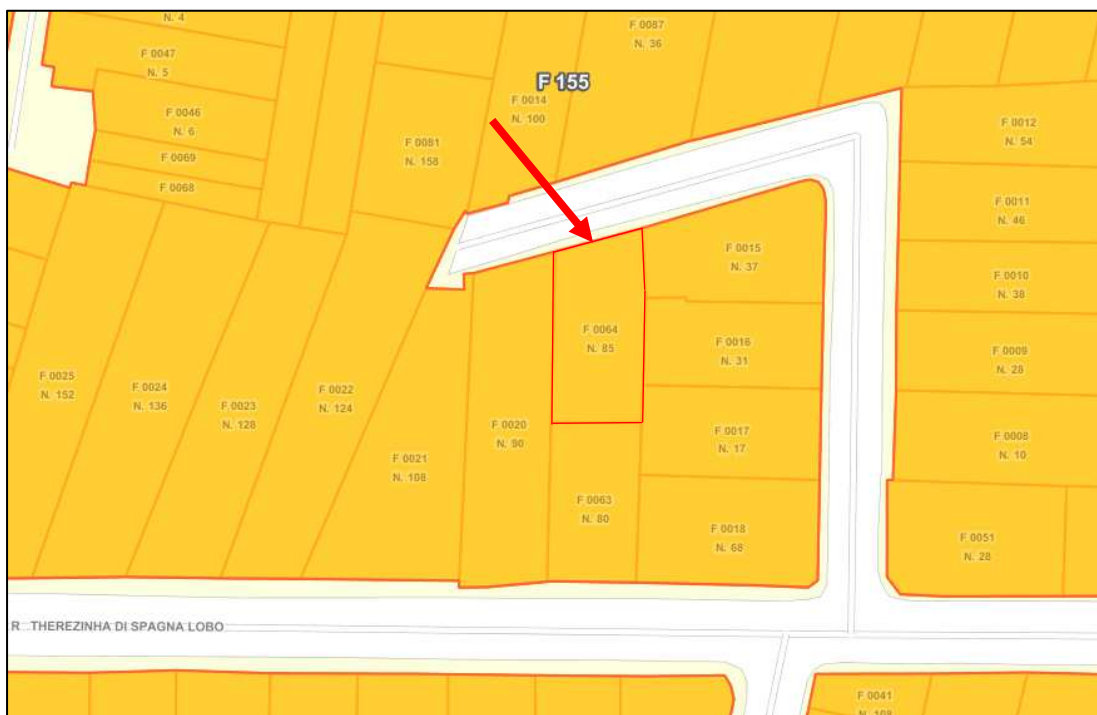 N. 4
F 0087
N. 36
F 0047
N. 5
F 155
F 0014
N. 100
F 0046
N. 6
F 0069
F 0068
F 0081
N. 158
F 0012
N. 54
F 0011
N. 46
F 0015
N. 37
F 0010
N. 38
F 0064
N. 85
F 0016
N. 31
F 0009
N. 28
F 0025
N. 152
F 0024
N. 136
F 0023
N. 128
F 0022
N. 124
F 0020
N. 90
F 0017
N. 17
F 0008
N. 10
F 0021
N. 108
F 0063
N. 80
F 0018
N. 68
F 0051
N. 28
R THEREZINHA DI SPAGNA LOBO
F 0041
N. 108